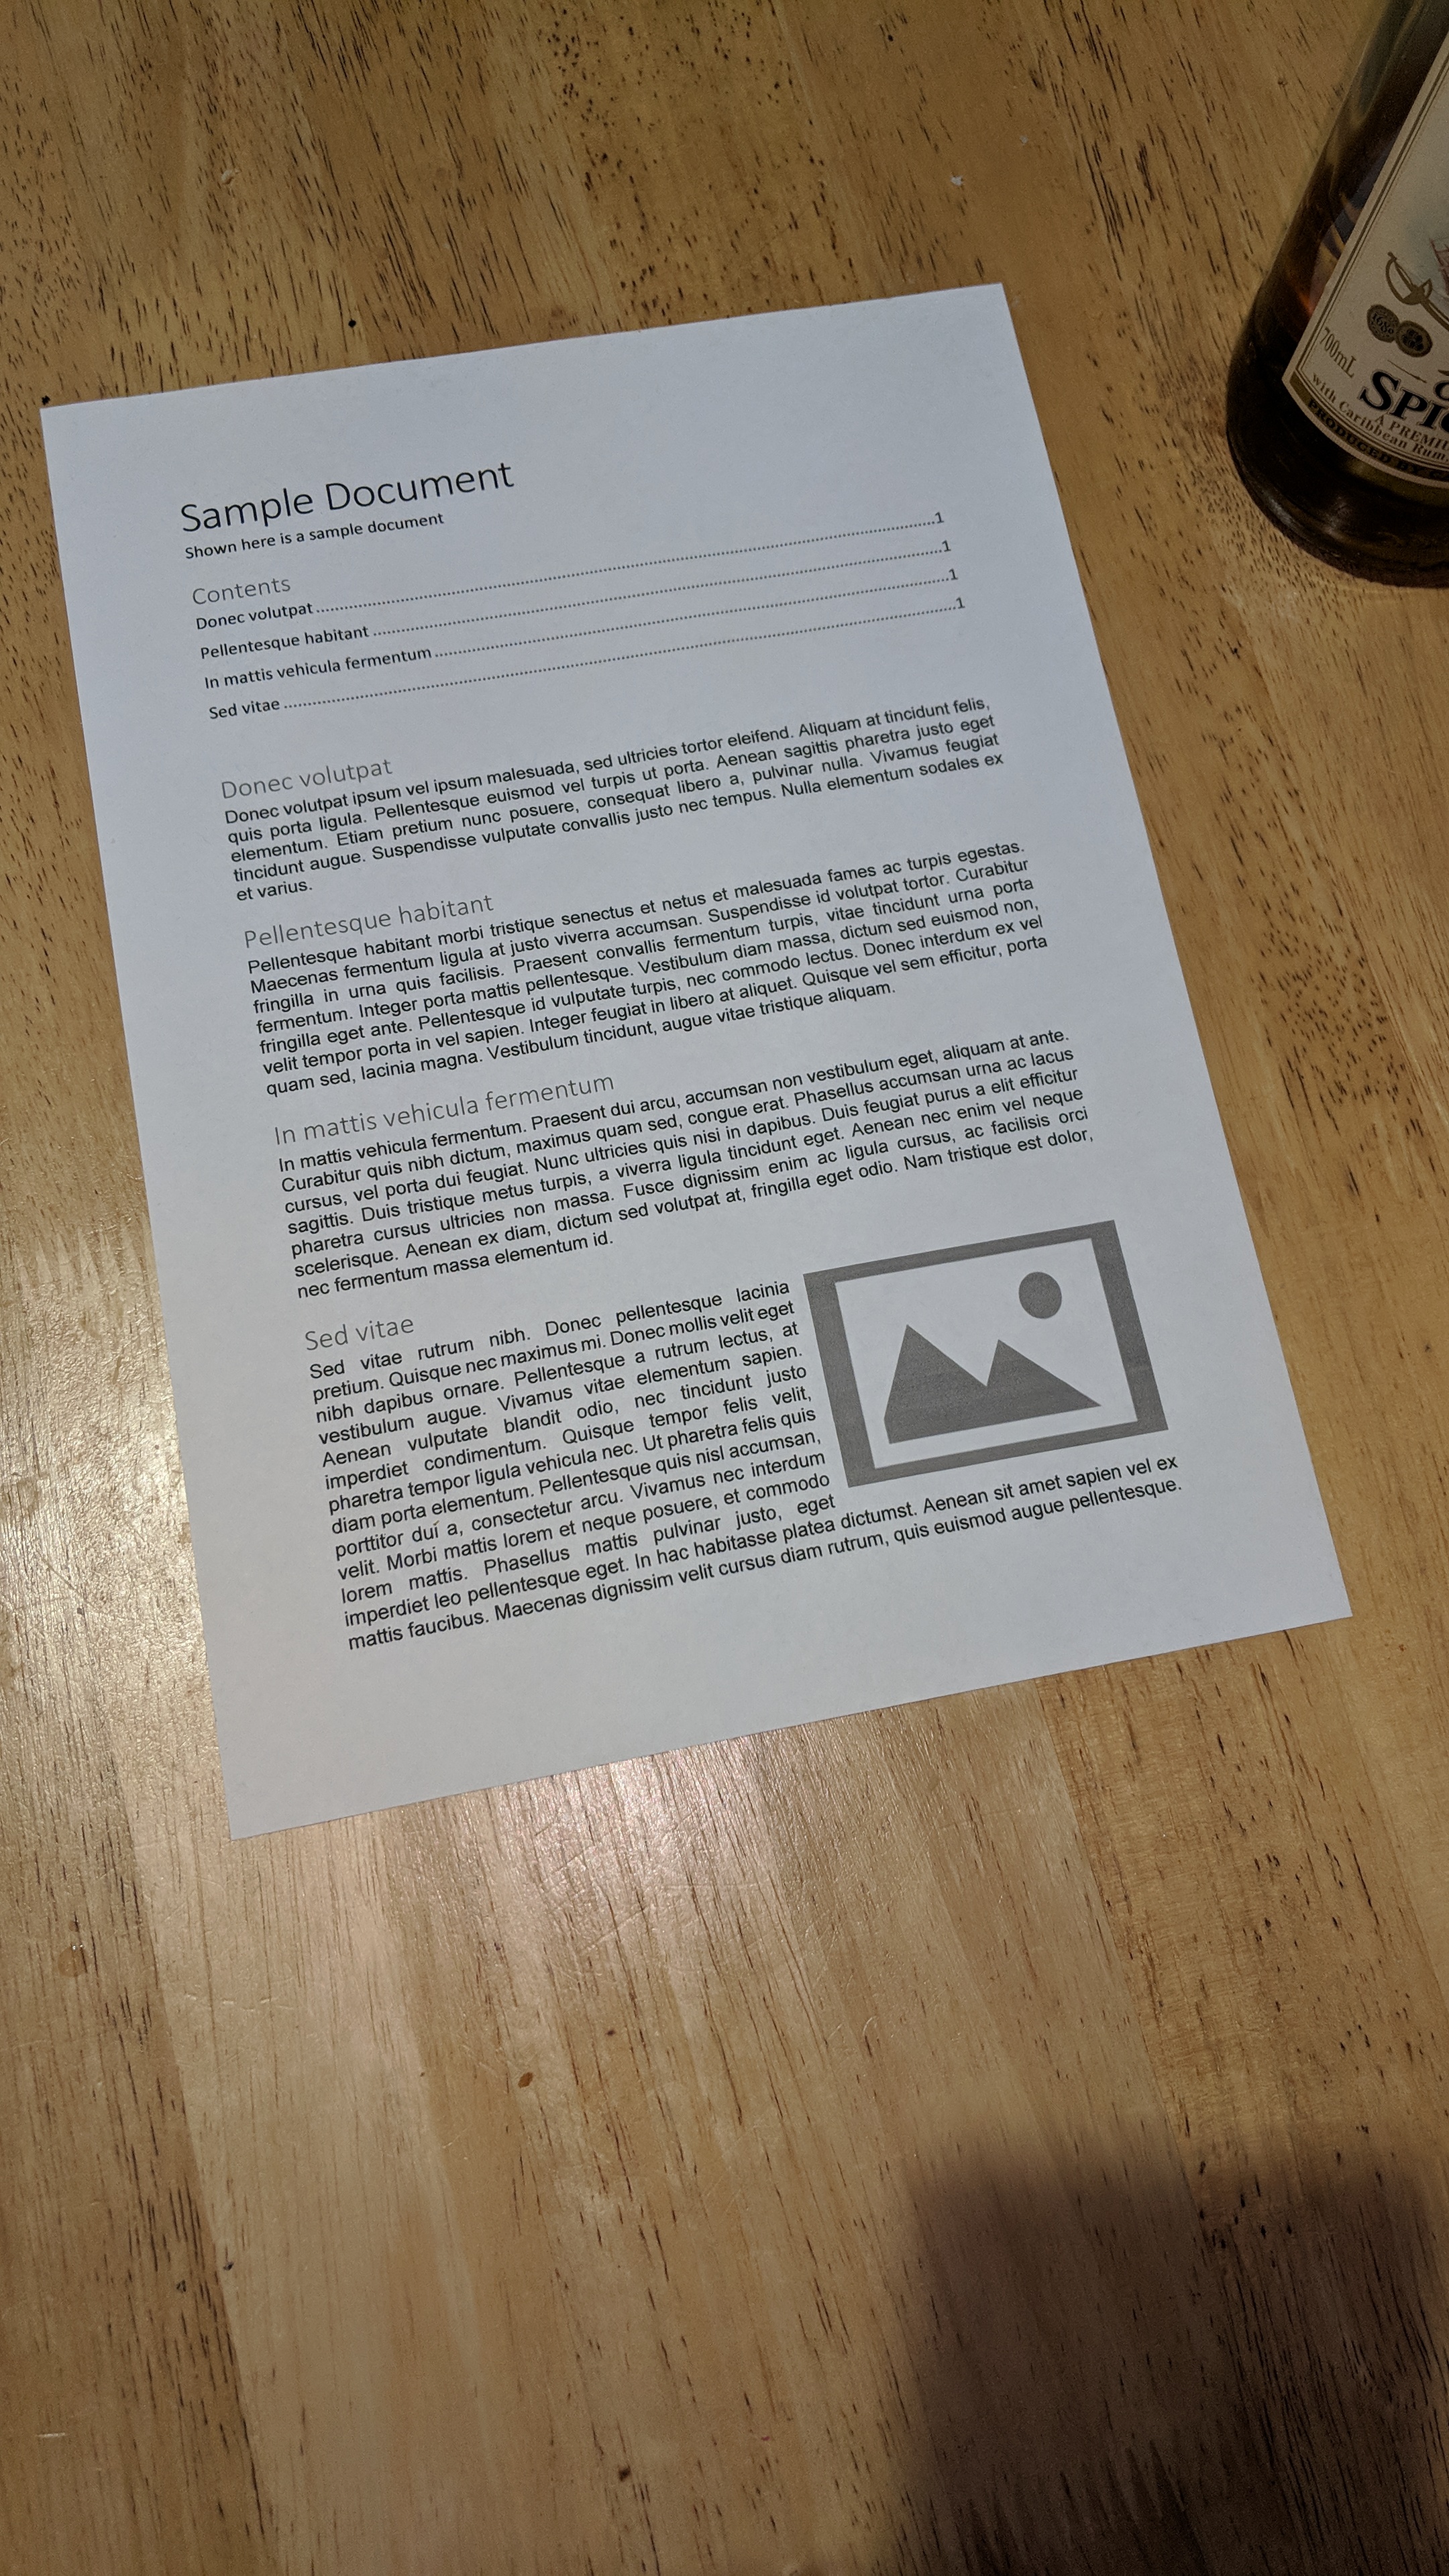 Sample Document
Shown here is a sample document
Contents
Donec volutpat ........................................ 1
Pellentesque habitant ........................................ 1
In mattis vehicula fermentum ........................................ 1
Sed vitae ........................................ 1
Donec volutpat
Donec volutpat ipsum vel ipsum malesuada, sed ultricies tortor eleifend. Aliquam at tincidunt felis,
quis porta ligula. Pellentesque euismod vel turpis ut porta. Aenean sagittis pharetra justo eget
elementum. Etiam pretium nunc posuere, consequat libero a, pulvinar nulla. Vivamus feugiat
tincidunt augue. Suspendisse vulputate convallis justo nec tempus. Nulla elementum sodales ex
et varius.
Pellentesque habitant
Pellentesque habitant morbi tristique senectus et netus et malesuada fames ac turpis egestas.
Maecenas fermentum ligula at justo viverra accumsan. Suspendisse id volutpat tortor. Curabitur
fringilla in urna quis facilisis. Praesent convallis fermentum turpis, vitae tincidunt urna porta
fermentum. Integer porta mattis pellentesque. Vestibulum diam massa, dictum sed euismod non,
fringilla eget ante. Pellentesque id vulputate turpis, nec commodo lectus. Donec interdum ex vel
velit tempor porta in vel sapien. Integer feugiat in libero at aliquet. Quisque vel sem efficitur, porta
quam sed, lacinia magna. Vestibulum tincidunt, augue vitae tristique aliquam.
In mattis vehicula fermentum
In mattis vehicula fermentum. Praesent dui arcu, accumsan non vestibulum eget, aliquam at ante.
Curabitur quis nibh dictum, maximus quam sed, congue erat. Phasellus accumsan urna ac lacus
cursus, vel porta dui feugiat. Nunc ultricies quis nisi in dapibus. Duis feugiat purus a elit efficitur
sagittis. Duis tristique metus turpis, a viverra ligula tincidunt eget. Aenean nec enim vel neque
pharetra cursus ultricies non massa. Fusce dignissim enim ac ligula cursus, ac facilisis orci
scelerisque. Aenean ex diam, dictum sed volutpat at, fringilla eget odio. Nam tristique est dolor,
nec fermentum massa elementum id.
Sed vitae
Sed vitae rutrum nibh. Donec pellentesque lacinia
pretium. Quisque nec maximus mi. Donec mollis velit eget
nibh dapibus ornare. Pellentesque a rutrum lectus, at
vestibulum augue. Vivamus vitae elementum sapien.
Aenean vulputate blandit odio, nec tincidunt justo
imperdiet condimentum. Quisque tempor felis velit,
pharetra tempor ligula vehicula nec. Ut pharetra felis quis
diam porta elementum. Pellentesque quis nisl accumsan,
porttitor dui a, consectetur arcu. Vivamus nec interdum
velit. Morbi mattis lorem et neque posuere, et commodo
lorem mattis. Phasellus mattis pulvinar justo, eget
imperdiet leo pellentesque eget. In hac habitasse platea dictumst. Aenean sit amet sapien vel ex
mattis faucibus. Maecenas dignissim velit cursus diam rutrum, quis euismod augue pellentesque.
700mL
with Caribbean Rum
PRODUCED BY